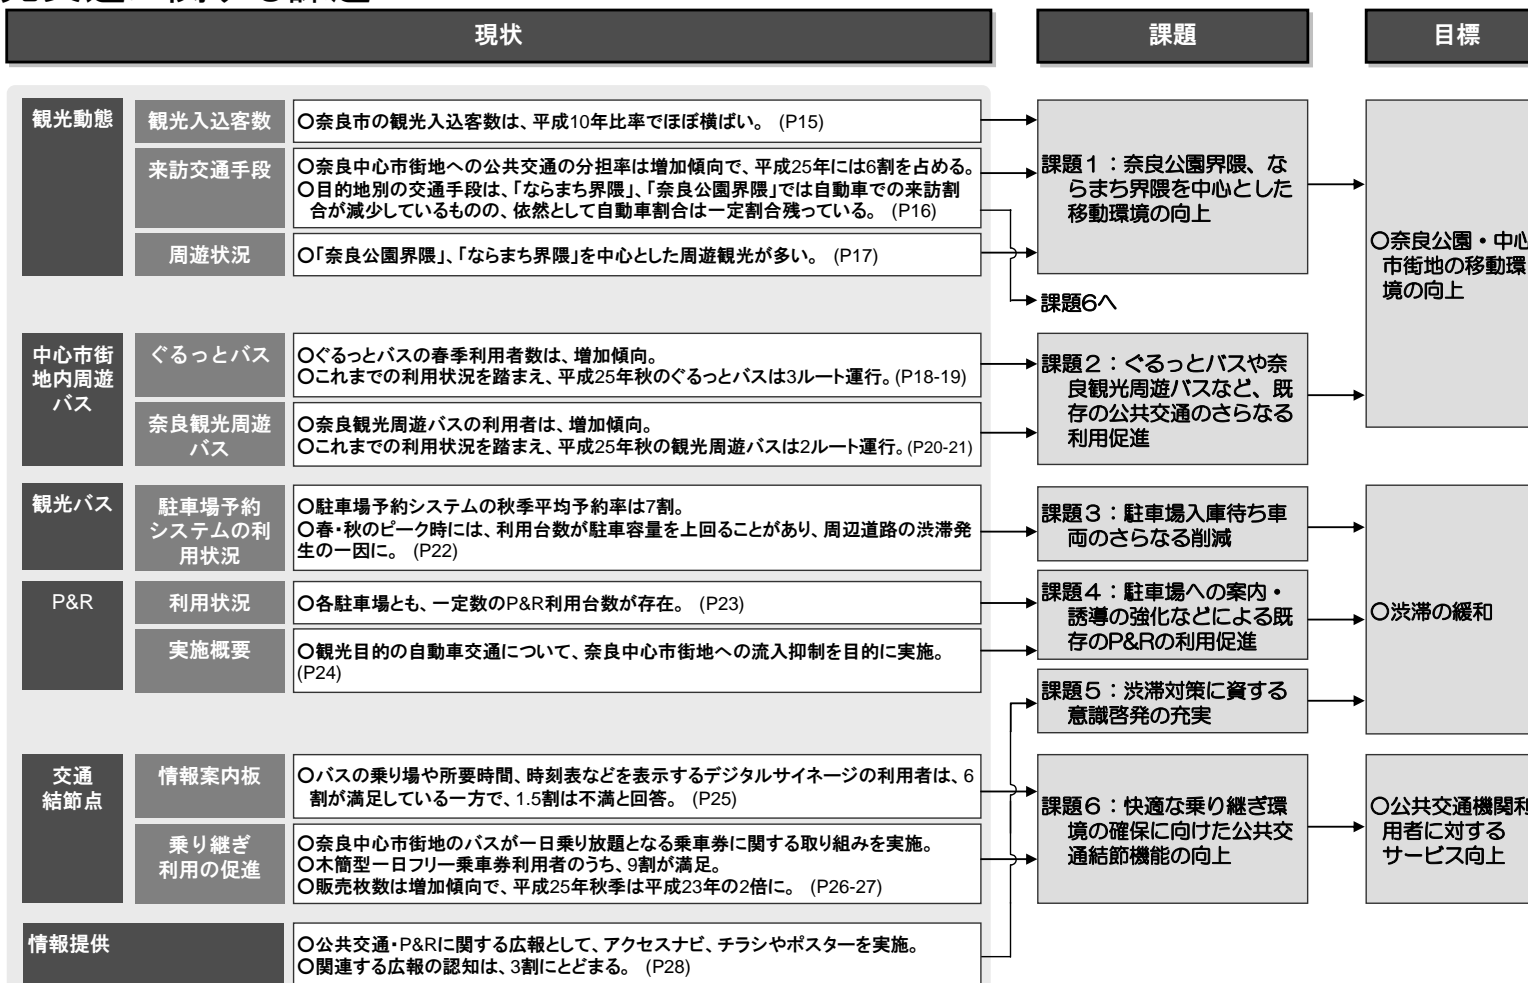 現状
課題
目標
観光動態
観光入込客数
〇奈良市の観光入込客数は、平成10年比率でほぼ横ばい。 (P15)
来訪交通手段
〇奈良中心市街地への公共交通の分担率は増加傾向で、平成25年には6割を占める。
〇目的地別の交通手段は、「ならまち界隈」、「奈良公園界隈」では自動車での来訪割
合が減少しているものの、依然として自動車割合は一定割合残っている。 (P16)
周遊状況
〇「奈良公園界隈」、「ならまち界隈」を中心とした周遊観光が多い。 (P17)
課題1：奈良公園界隈、な
らまち界隈を中心とした
移動環境の向上
課題6へ
〇奈良公園・中心
市街地の移動環
境の向上
中心市街
地内周遊
バス
ぐるっとバス
〇ぐるっとバスの春季利用者数は、増加傾向。
〇これまでの利用状況を踏まえ、平成25年秋のぐるっとバスは3ルート運行。(P18-19)
奈良観光周遊
バス
〇奈良観光周遊バスの利用者は、増加傾向。
〇これまでの利用状況を踏まえ、平成25年秋の観光周遊バスは2ルート運行。(P20-21)
課題2：ぐるっとバスや奈
良観光周遊バスなど、既
存の公共交通のさらなる
利用促進
観光バス
駐車場予約
システムの利
用状況
〇駐車場予約システムの秋季平均予約率は7割。
〇春・秋のピーク時には、利用台数が駐車容量を上回ることがあり、周辺道路の渋滞発
生の一因に。 (P22)
課題3：駐車場入庫待ち車
両のさらなる削減
P&R
利用状況
〇各駐車場とも、一定数のP&R利用台数が存在。 (P23)
実施概要
〇観光目的の自動車交通について、奈良中心市街地への流入抑制を目的に実施。
(P24)
課題4：駐車場への案内・
誘導の強化などによる既
存のP&Rの利用促進
課題5：渋滞対策に資する
意識啓発の充実
〇渋滞の緩和
交通
結節点
情報案内板
〇バスの乗り場や所要時間、時刻表などを表示するデジタルサイネージの利用者は、6
割が満足している一方で、1.5割は不満と回答。 (P25)
乗り継ぎ
利用の促進
〇奈良中心市街地のバスが一日乗り放題となる乗車券に関する取り組みを実施。
〇木簡型一日フリー乗車券利用者のうち、9割が満足。
〇販売枚数は増加傾向で、平成25年秋季は平成23年の2倍に。 (P26-27)
課題6：快適な乗り継ぎ環
境の確保に向けた公共交
通結節機能の向上
〇公共交通機関利
用者に対する
サービス向上
情報提供
〇公共交通・P&Rに関する広報として、アクセスナビ、チラシやポスターを実施。
〇関連する広報の認知は、3割にとどまる。 (P28)